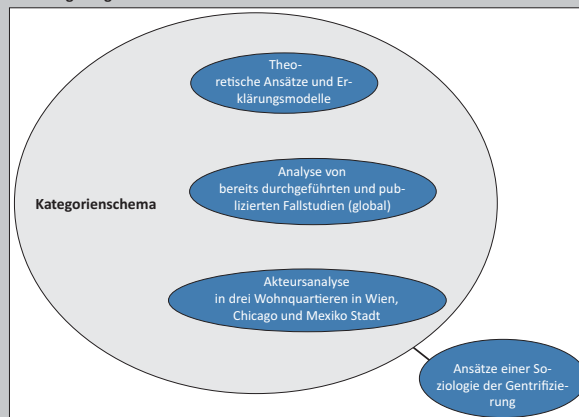 Theo-
retische Ansätze und Er-
klärungsmodelle
Analyse von
bereits durchgeführten und pub-
lizierten Fallstudien (global)
Kategorienschema
Akteursanalyse
in drei Wohnquartieren in Wien,
Chicago und Mexiko Stadt
Ansätze einer So-
ziologie der Gentrifizie-
rung